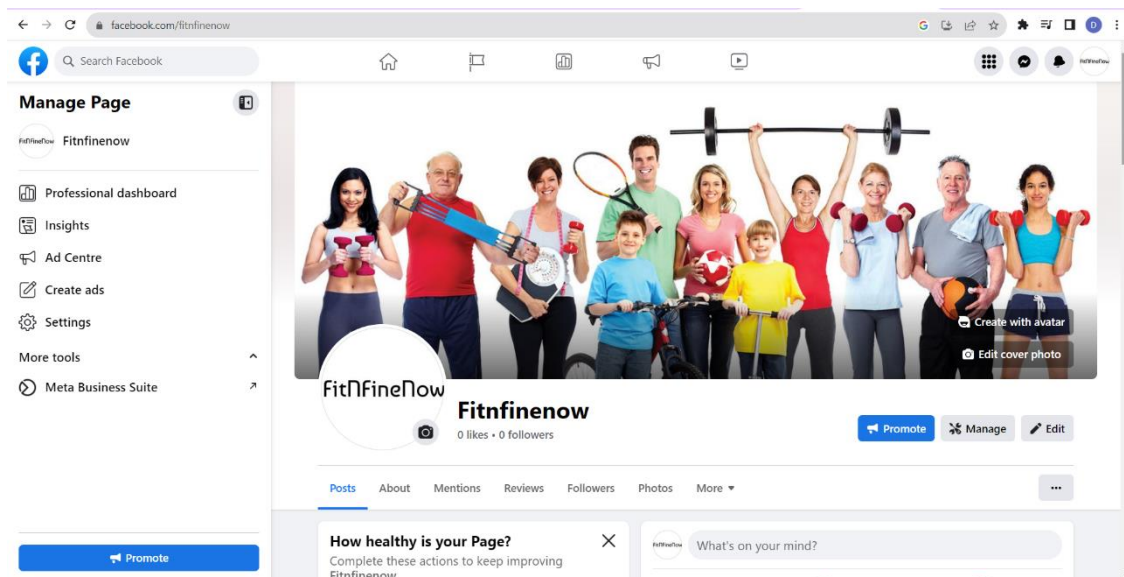 facebook.com/fitnfinenow
G
D
Search Facebook
FitnFineNow
Manage Page
FitnFineNow
Fitnfinenow
Professional dashboard
Insights
Ad Centre
Create ads
Settings
More tools
Meta Business Suite
Promote
Create with avatar
Edit cover photo
FitnFineNow
Fitnfinenow
0 likes • 0 followers
Promote
Manage
Edit
Posts About Mentions Reviews Followers Photos More
How healthy is your Page?
Complete these actions to keep improving
Fitnfinenow
FitnFineNow
What's on your mind?